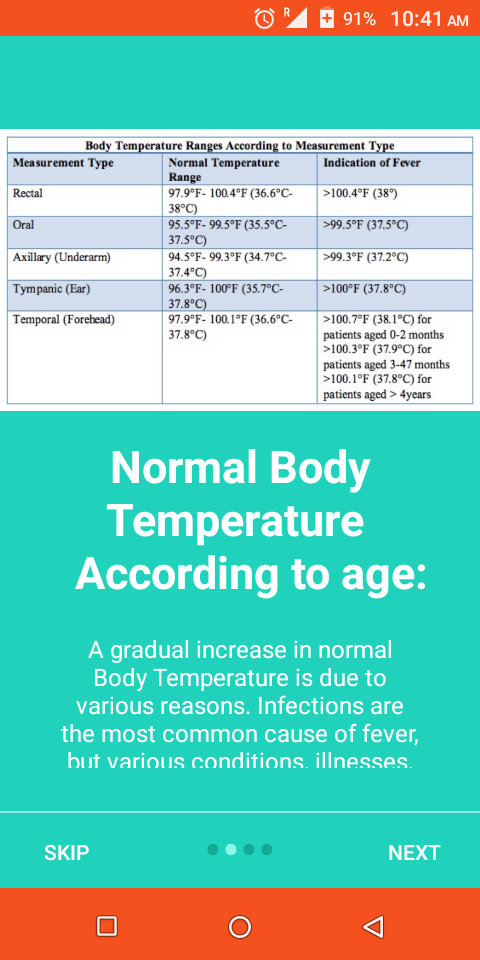 R 91% 10:41 AM
Body Temperature Ranges According to Measurement Type
Measurement Type Normal Temperature Range Indication of Fever
Rectal 97.9°F- 100.4°F (36.6°C-38°C) >100.4°F (38°)
Oral 95.5°F- 99.5°F (35.5°C-37.5°C) >99.5°F (37.5°C)
Axillary (Underarm) 94.5°F- 99.3°F (34.7°C-37.4°C) >99.3°F (37.2°C)
Tympanic (Ear) 96.3°F- 100°F (35.7°C-37.8°C) >100°F (37.8°C)
Temporal (Forehead) 97.9°F- 100.1°F (36.6°C-37.8°C) >100.7°F (38.1°C) for
patients aged 0-2 months
>100.3°F (37.9°C) for
patients aged 3-47 months
>100.1°F (37.8°C) for
patients aged > 4years
Normal Body
Temperature
According to age:
A gradual increase in normal
Body Temperature is due to
various reasons. Infections are
the most common cause of fever,
but various conditions, illnesses,
SKIP NEXT